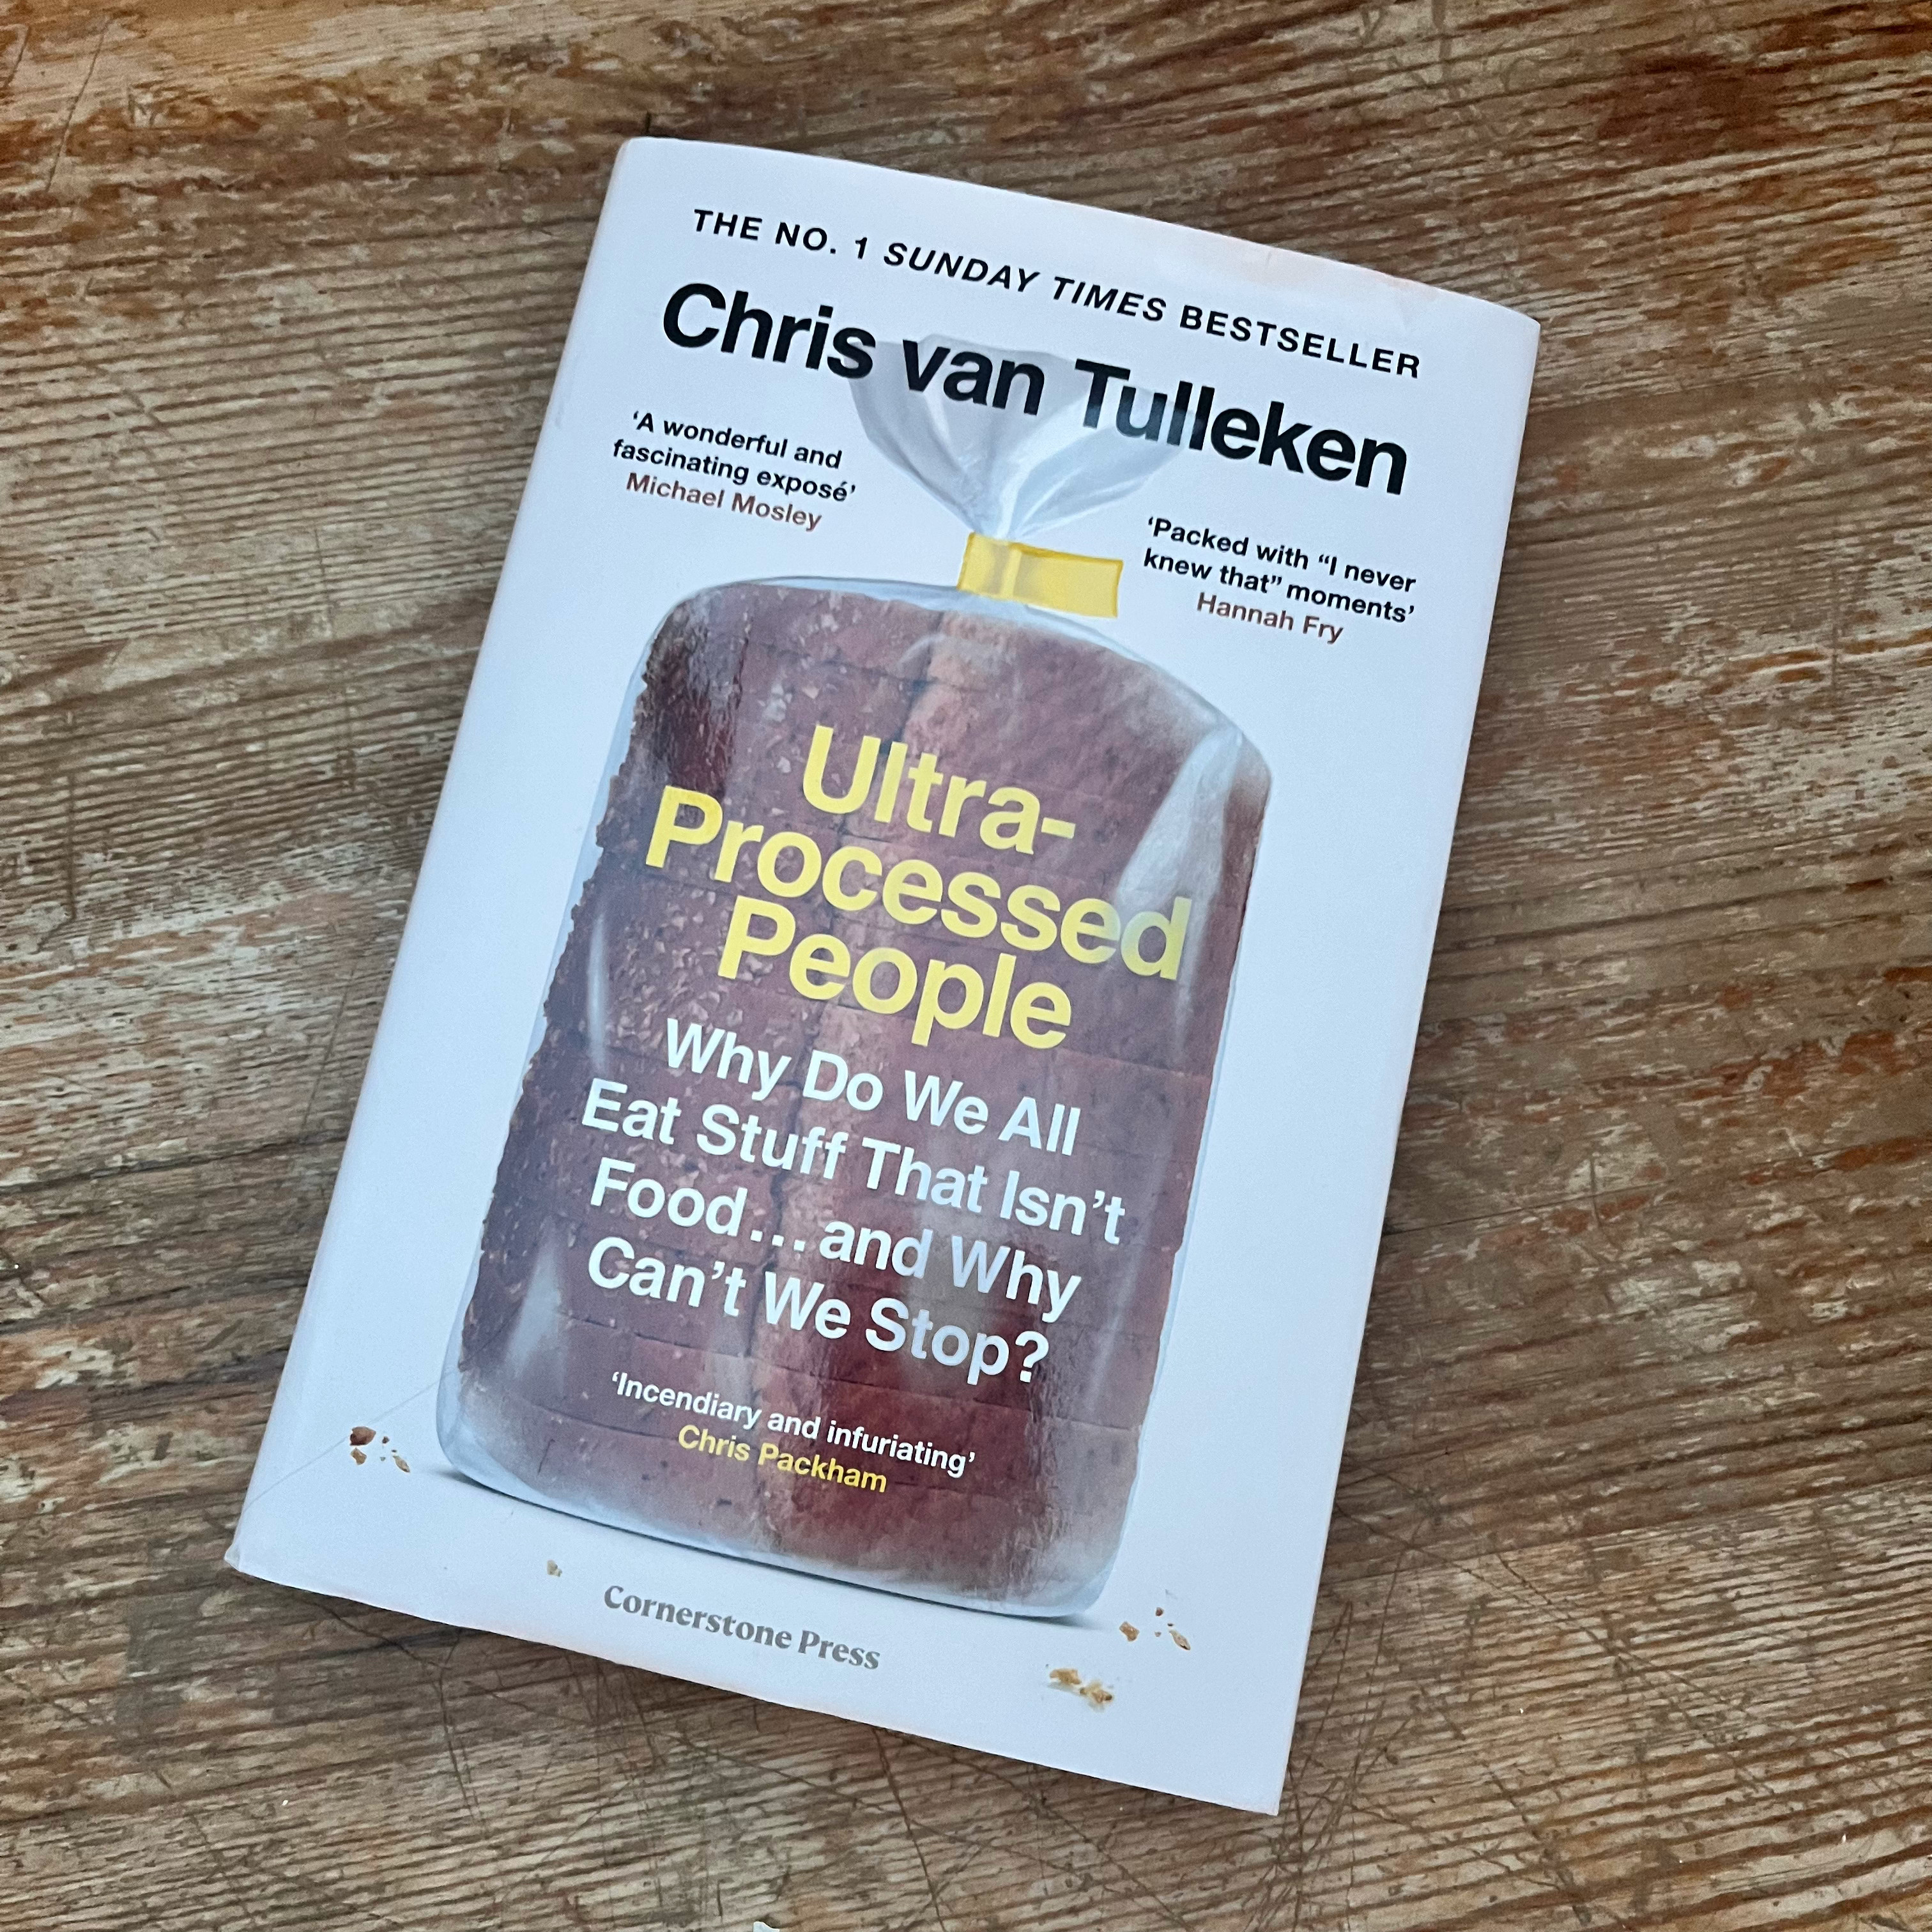 THE NO. 1 SUNDAY TIMES BESTSELLER
Chris van Tulleken
‘A wonderful and
fascinating exposé’
Michael Mosley
‘Packed with “I never
knew that” moments’
Hannah Fry
Ultra-
Processed
People
Why Do We All
Eat Stuff That Isn’t
Food... and Why
Can’t We Stop?
‘Incendiary and infuriating’
Chris Packham
Cornerstone Press